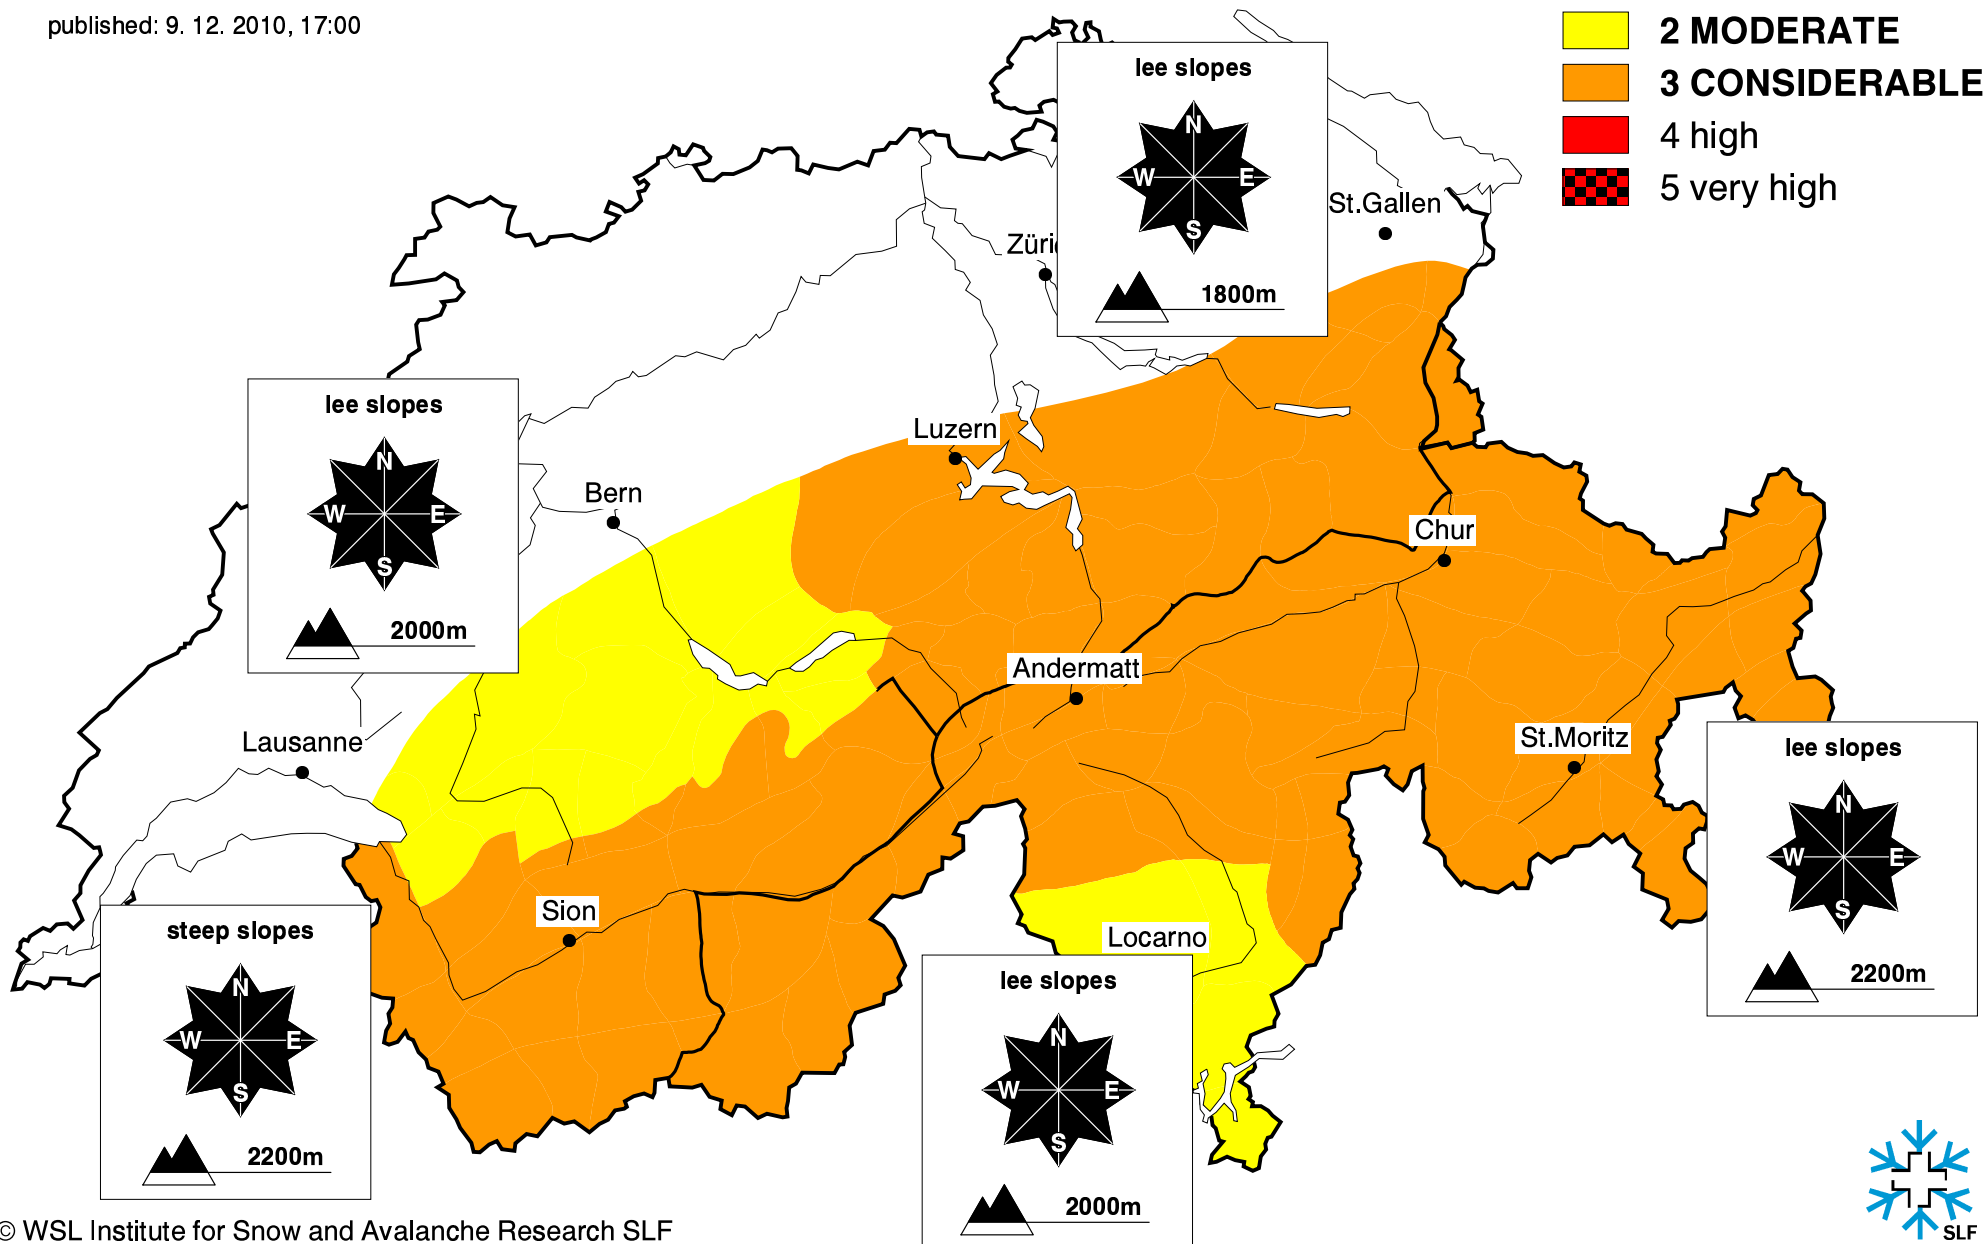 published: 9. 12. 2010, 17:00
2 MODERATE
3 CONSIDERABLE
4 high
5 very high
lee slopes
N
W E
S
1800m
St.Gallen
Züri
lee slopes
N
W E
S
2000m
Luzern
Bern
Chur
Andermatt
Lausanne
St.Moritz
lee slopes
N
W E
S
2200m
Sion
Locarno
steep slopes
N
W E
S
2200m
lee slopes
N
W E
S
2000m
© WSL Institute for Snow and Avalanche Research SLF
SLF